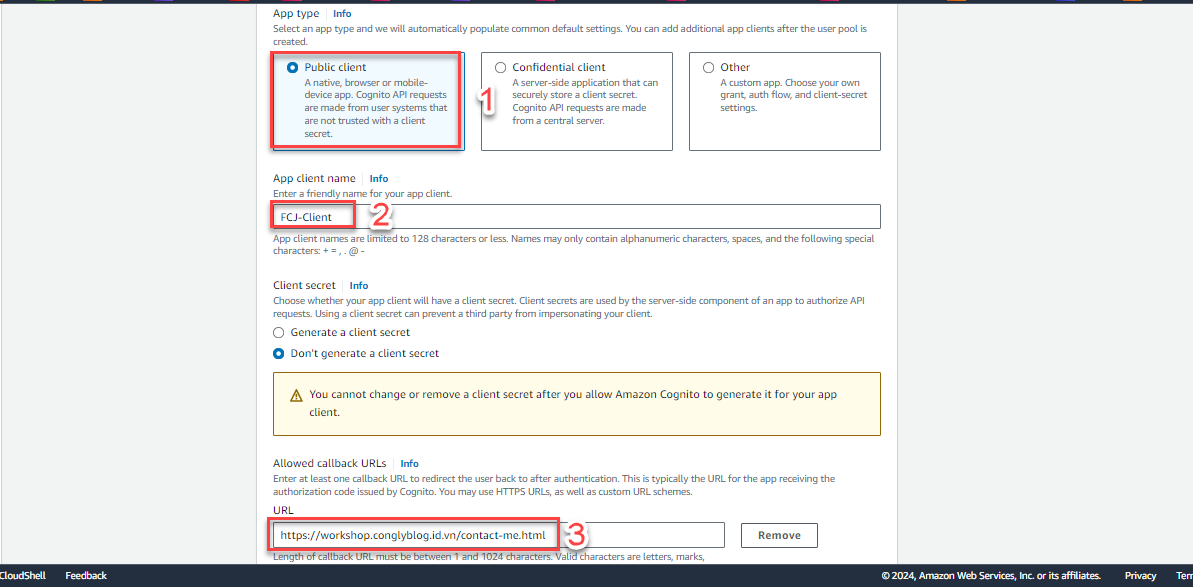 App type Info
Select an app type and we will automatically populate common default settings. You can add additional app clients after the user pool is
created.
Public client
A native, browser or mobile-
device app. Cognito API requests
are made from user systems that
are not trusted with a client
secret.
1
Confidential client
A server-side application that can
securely store a client secret.
Cognito API requests are made
from a central server.
Other
A custom app. Choose your own
grant, auth flow, and client-secret
settings.
App client name Info
Enter a friendly name for your app client.
FCJ-Client
2
App client names are limited to 128 characters or less. Names may only contain alphanumeric characters, spaces, and the following special
characters: + = , . @ -
Client secret Info
Choose whether your app client will have a client secret. Client secrets are used by the server-side component of an app to authorize API
requests. Using a client secret can prevent a third party from impersonating your client.
Generate a client secret
Don't generate a client secret
You cannot change or remove a client secret after you allow Amazon Cognito to generate it for your app
client.
Allowed callback URLs Info
Enter at least one callback URL to redirect the user back to after authentication. This is typically the URL for the app receiving the
authorization code issued by Cognito. You may use HTTPS URLs, as well as custom URL schemes.
URL
https://workshop.conglyblog.id.vn/contact-me.html
3
Remove
Length of callback URL must be between 1 and 1024 characters. Valid characters are letters, marks,
CloudShell Feedback © 2024, Amazon Web Services, Inc. or its affiliates. Privacy Ter